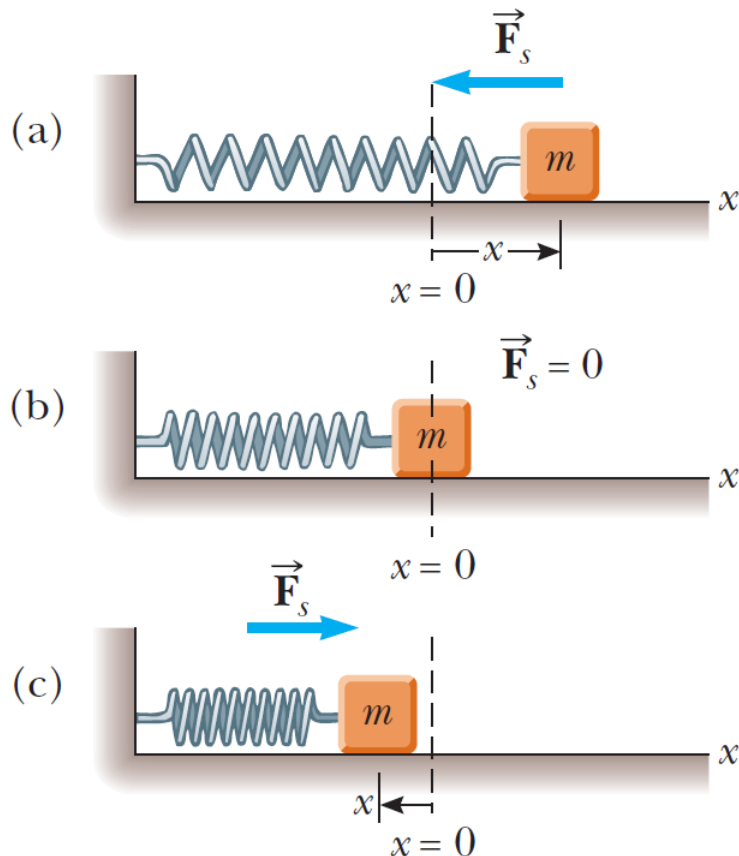 F⃗s
(a)
m
x
x
x = 0
F⃗s = 0
(b)
m
x
x = 0
F⃗s
(c)
m
x
x
x = 0